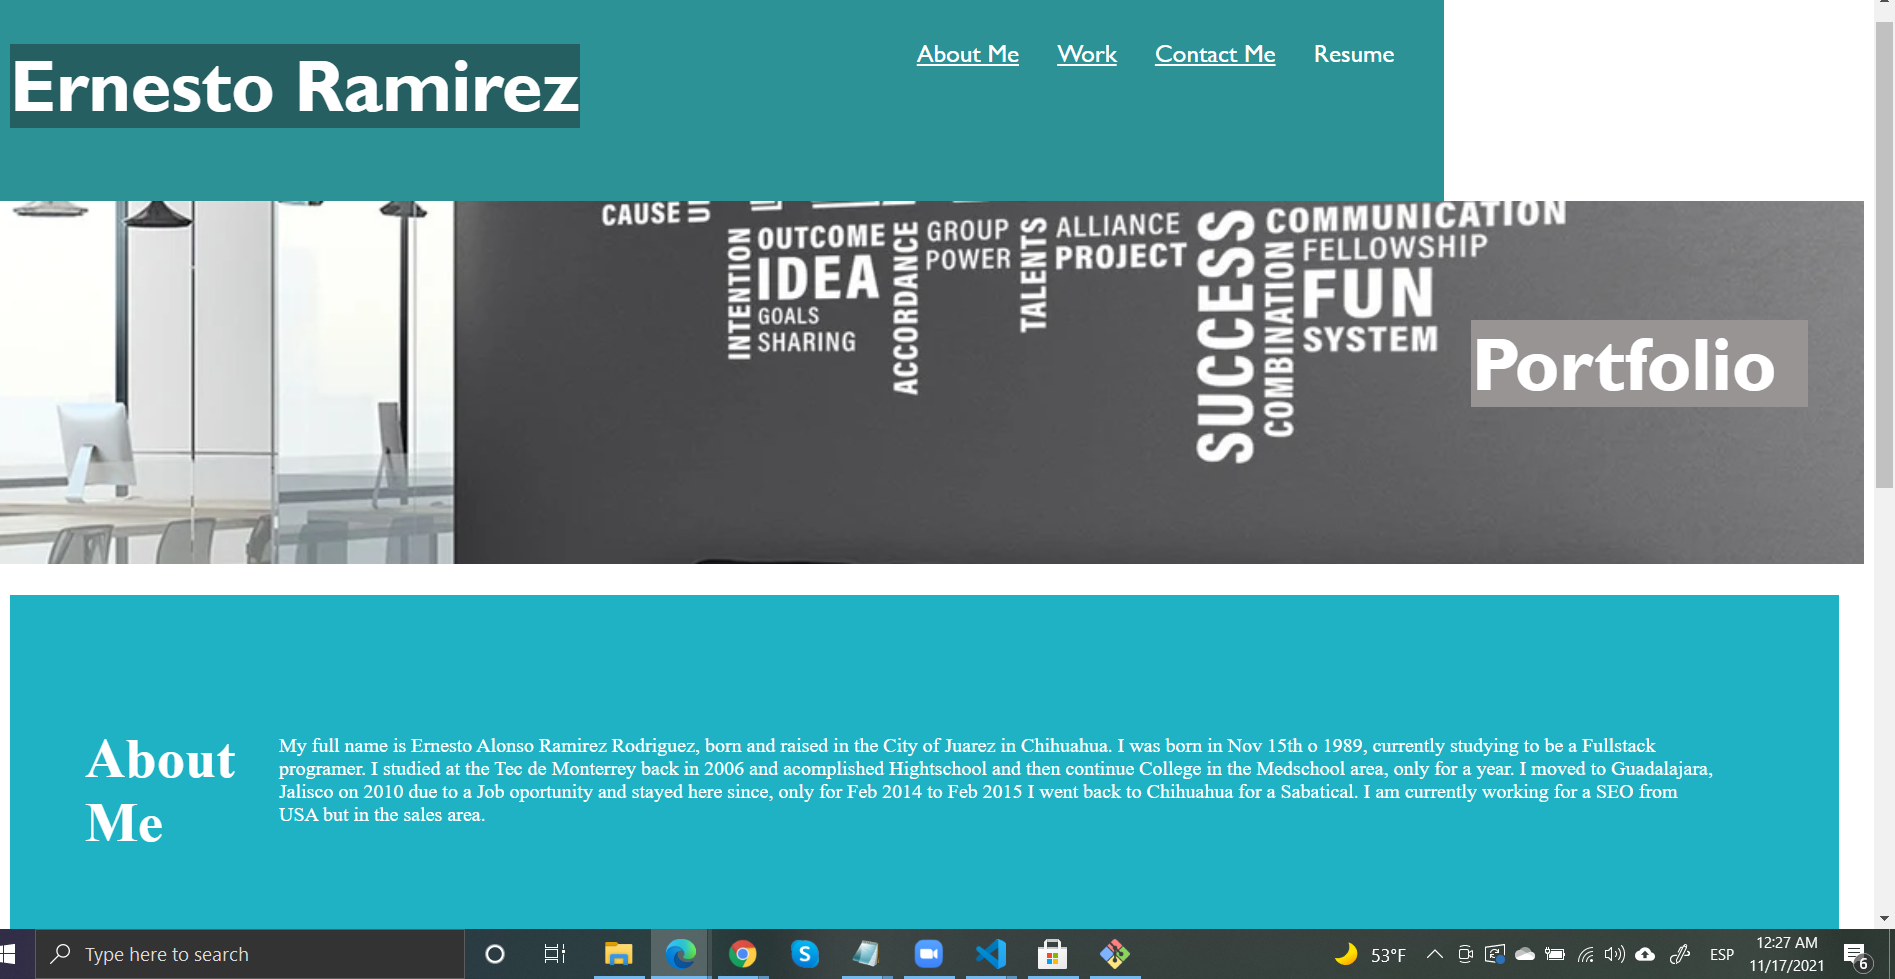 Ernesto Ramirez
About Me
Work
Contact Me
Resume
CAUSE
INTENTION
OUTCOME
IDEA
GOALS
SHARING
ACCORDANCE
GROUP
POWER
TALENTS
ALLIANCE
PROJECT
SUCCESS
COMMUNICATION
COMBINATION
FELLOWSHIP
FUN
SYSTEM
Portfolio
About
Me
My full name is Ernesto Alonso Ramirez Rodriguez, born and raised in the City of Juarez in Chihuahua. I was born in Nov 15th o 1989, currently studying to be a Fullstack
programer. I studied at the Tec de Monterrey back in 2006 and acomplished Hightschool and then continue College in the Medschool area, only for a year. I moved to Guadalajara,
Jalisco on 2010 due to a Job oportunity and stayed here since, only for Feb 2014 to Feb 2015 I went back to Chihuahua for a Sabatical. I am currently working for a SEO from
USA but in the sales area.
Type here to search
53°F
ESP
12:27 AM
11/17/2021
6